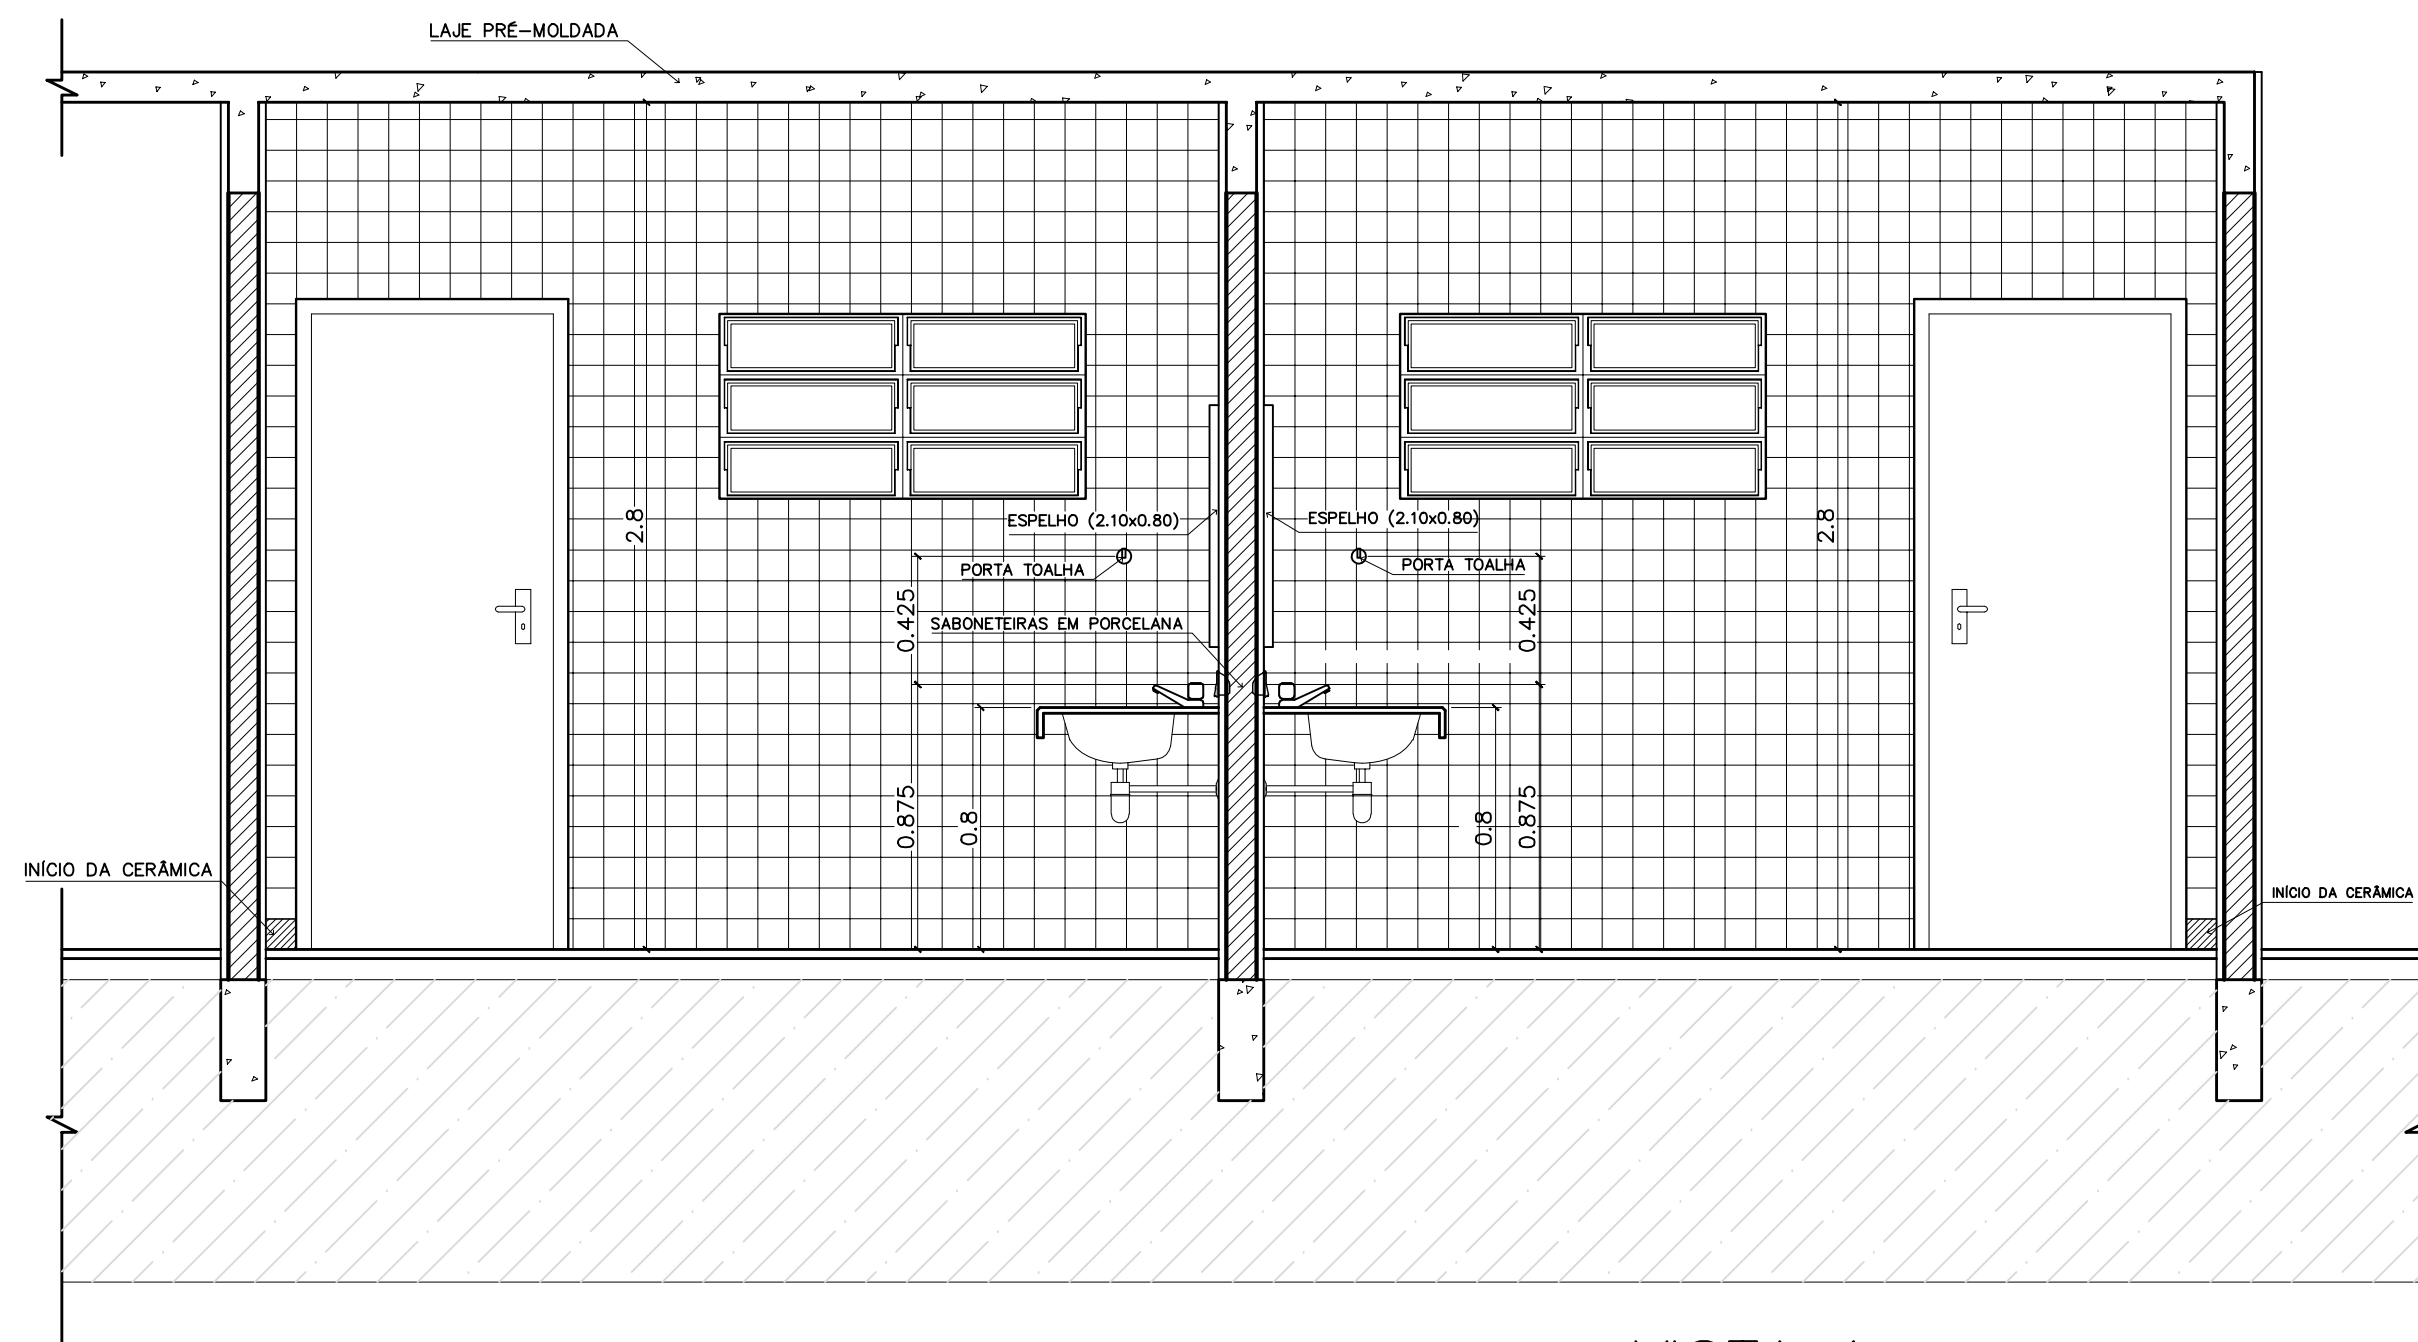 LAJE PRÉ-MOLDADA
2.8
ESPELHO (2.10x0.80)
ESPELHO (2.10x0.80)
2.8
PORTA TOALHA
PORTA TOALHA
0.425
SABONETEIRAS EM PORCELANA
0.425
0.875
0.8
0.8
0.875
INÍCIO DA CERÂMICA
INÍCIO DA CERÂMICA